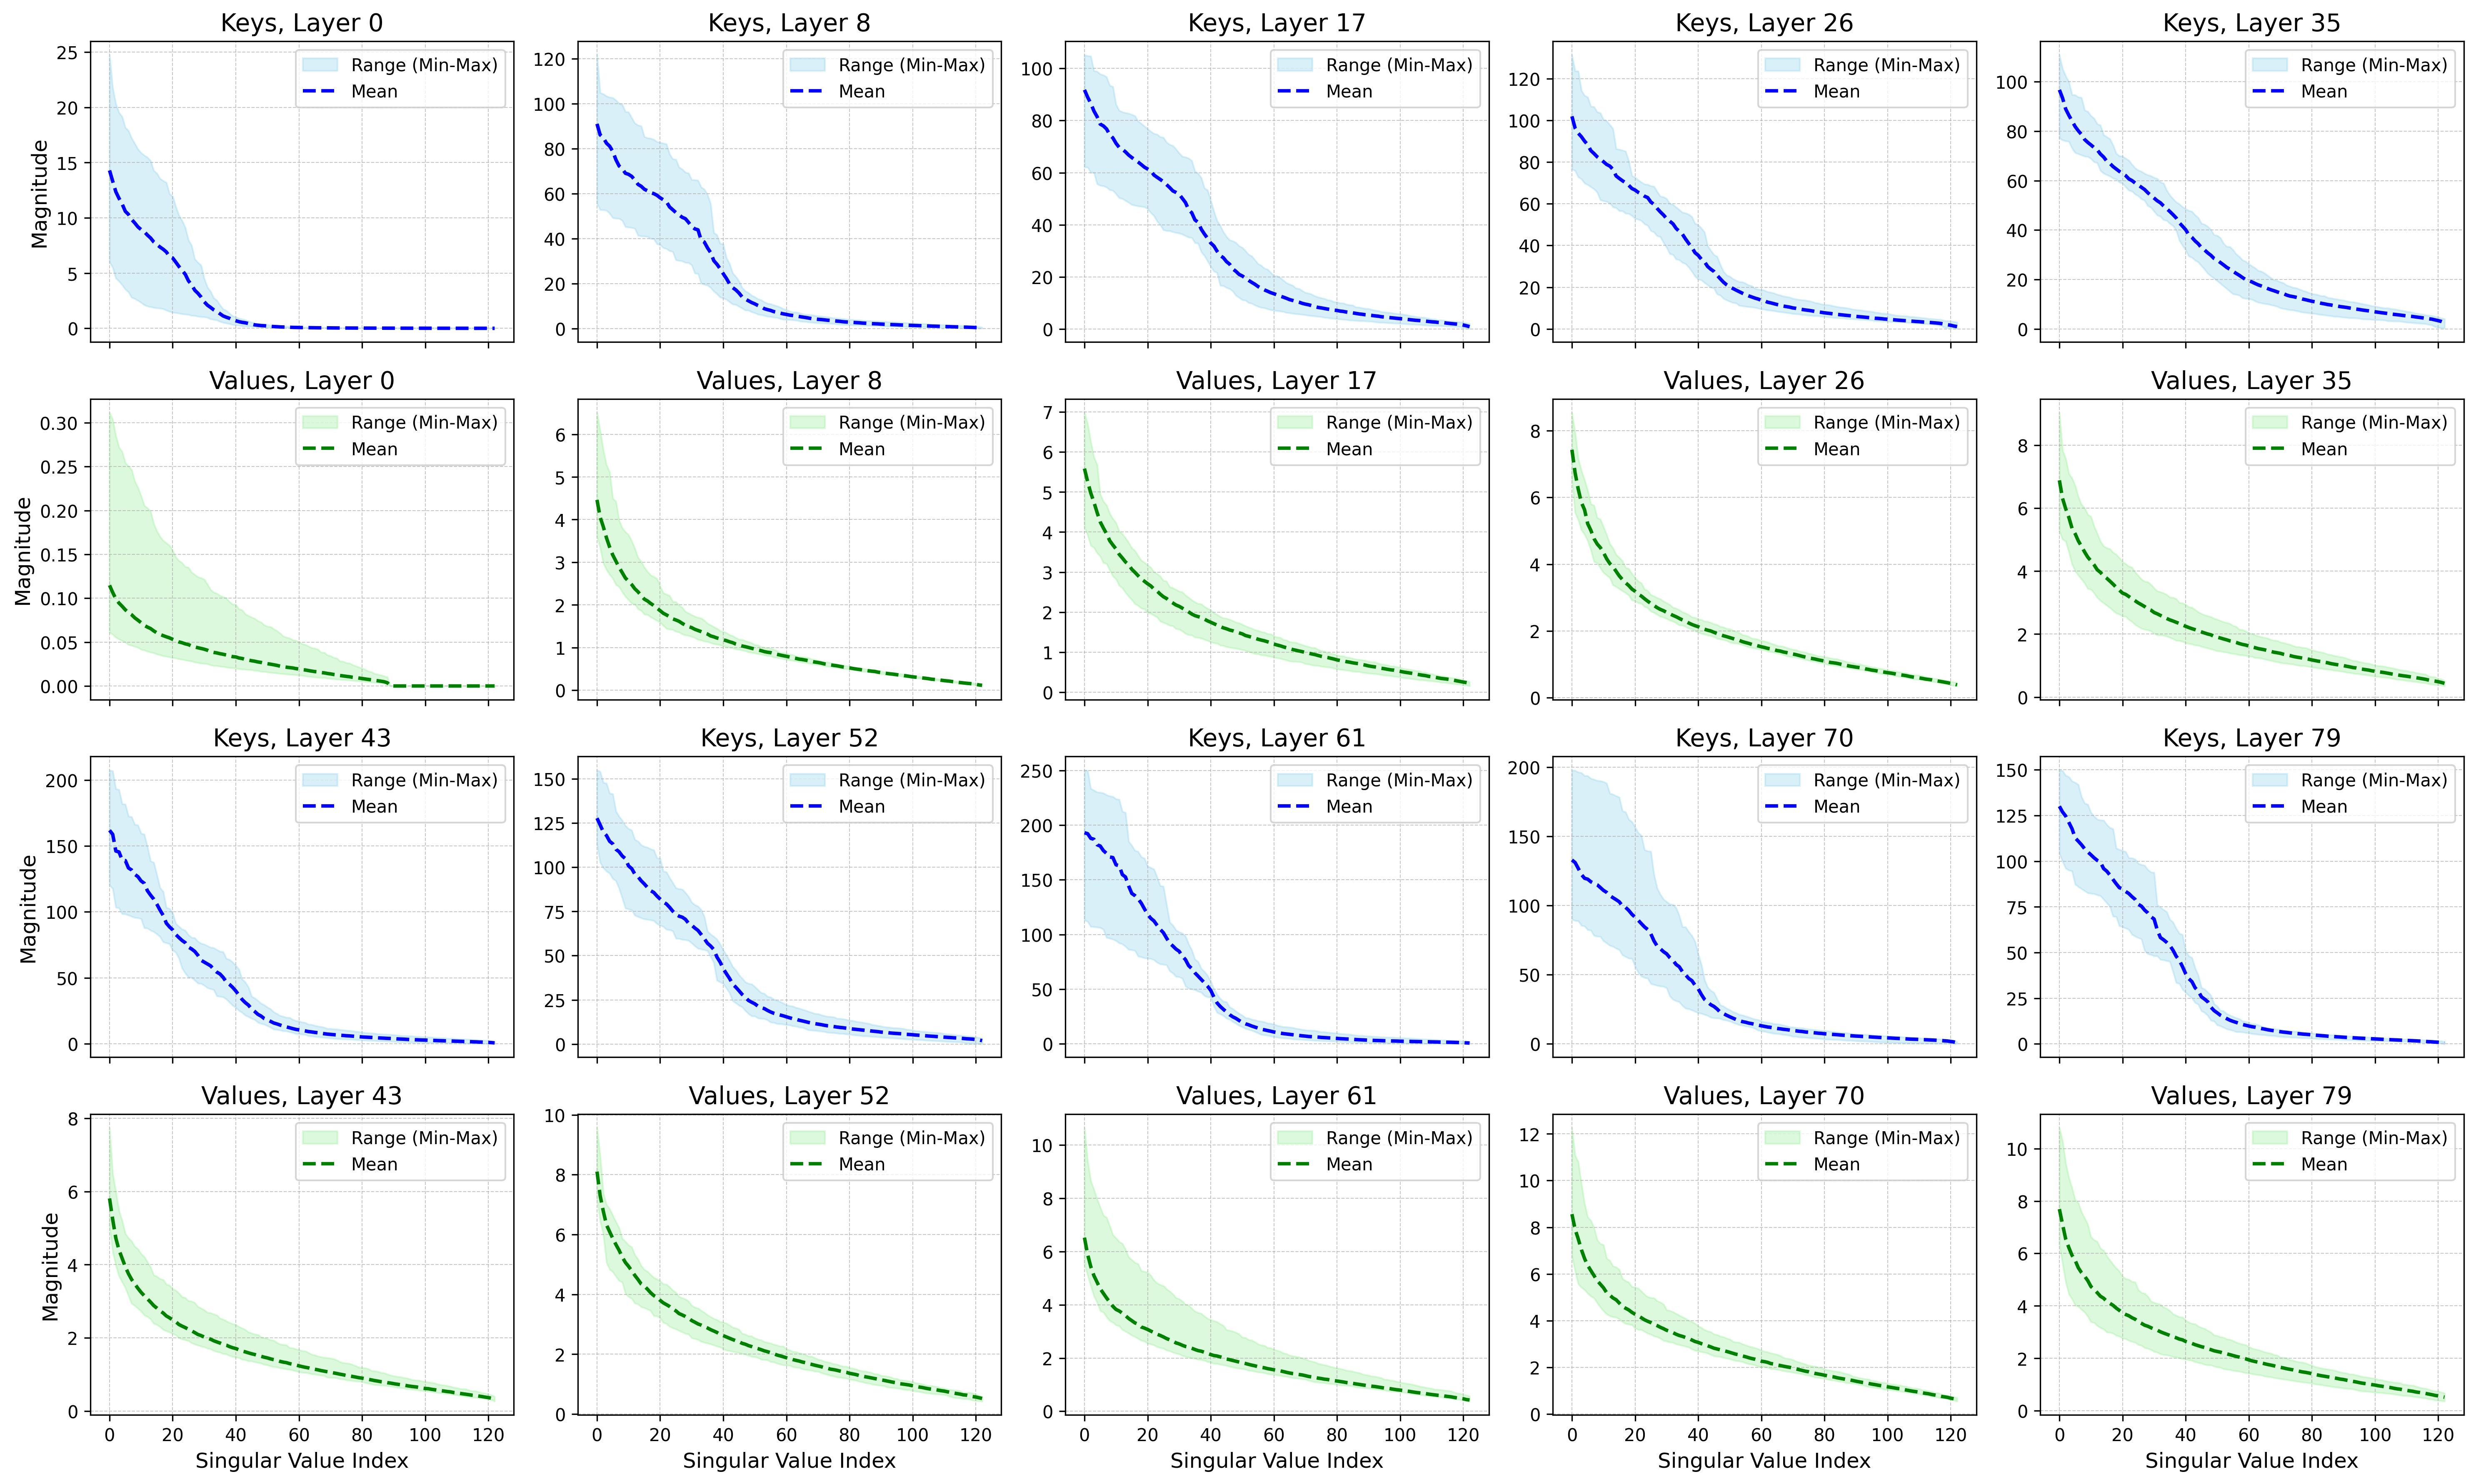 Keys, Layer 0
25
20
15
10
5
0
Magnitude
Range (Min-Max)
Mean
Keys, Layer 8
120
100
80
60
40
20
0
Range (Min-Max)
Mean
Keys, Layer 17
100
80
60
40
20
0
Range (Min-Max)
Mean
Keys, Layer 26
120
100
80
60
40
20
0
Range (Min-Max)
Mean
Keys, Layer 35
100
80
60
40
20
0
Range (Min-Max)
Mean
Values, Layer 0
0.30
0.25
0.20
0.15
0.10
0.05
0.00
Magnitude
Range (Min-Max)
Mean
Values, Layer 8
6
5
4
3
2
1
0
Range (Min-Max)
Mean
Values, Layer 17
7
6
5
4
3
2
1
0
Range (Min-Max)
Mean
Values, Layer 26
8
6
4
2
0
Range (Min-Max)
Mean
Values, Layer 35
8
6
4
2
0
Range (Min-Max)
Mean
Keys, Layer 43
200
150
100
50
0
Magnitude
Range (Min-Max)
Mean
Keys, Layer 52
150
125
100
75
50
25
0
Range (Min-Max)
Mean
Keys, Layer 61
250
200
150
100
50
0
Range (Min-Max)
Mean
Keys, Layer 70
200
150
100
50
0
Range (Min-Max)
Mean
Keys, Layer 79
150
125
100
75
50
25
0
Range (Min-Max)
Mean
Values, Layer 43
8
6
4
2
0
Magnitude
Range (Min-Max)
Mean
0 20 40 60 80 100 120
Singular Value Index
Values, Layer 52
10
8
6
4
2
0
Range (Min-Max)
Mean
0 20 40 60 80 100 120
Singular Value Index
Values, Layer 61
10
8
6
4
2
0
Range (Min-Max)
Mean
0 20 40 60 80 100 120
Singular Value Index
Values, Layer 70
12
10
8
6
4
2
0
Range (Min-Max)
Mean
0 20 40 60 80 100 120
Singular Value Index
Values, Layer 79
10
8
6
4
2
0
Range (Min-Max)
Mean
0 20 40 60 80 100 120
Singular Value Index